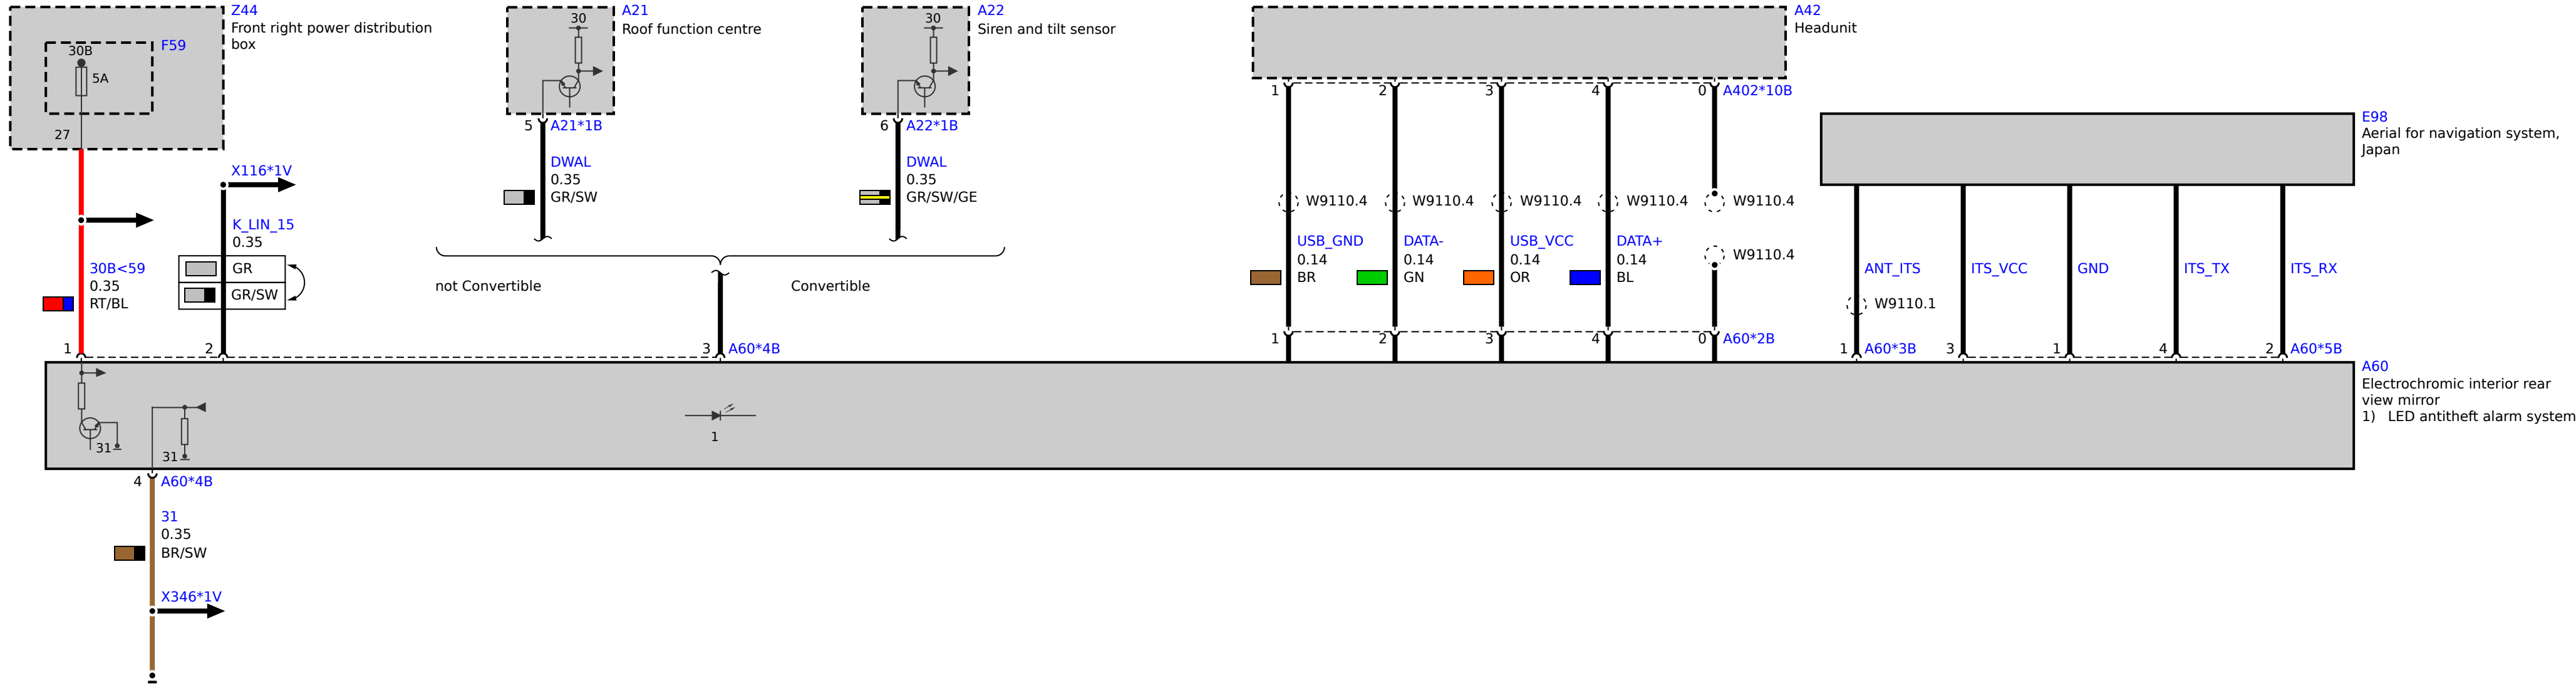 Z44
Front right power distribution
box
F59
30B
5A
27
A21
Roof function centre
30
5
A21*1B
DWAL
0.35
GR/SW
A22
Siren and tilt sensor
30
6
A22*1B
DWAL
0.35
GR/SW/GE
A42
Headunit
1
2
3
4
0
A402*10B
E98
Aerial for navigation system,
Japan
X116*1V
K_LIN_15
0.35
GR
GR/SW
30B<59
0.35
RT/BL
not Convertible
Convertible
W9110.4
W9110.4
W9110.4
W9110.4
W9110.4
W9110.4
USB_GND
0.14
BR
DATA-
0.14
GN
USB_VCC
0.14
OR
DATA+
0.14
BL
ANT_ITS
ITS_VCC
GND
ITS_TX
ITS_RX
W9110.1
1
2
3
A60*4B
1
2
3
4
0
A60*2B
1
A60*3B
3
1
4
2
A60*5B
A60
Electrochromic interior rear
view mirror
1) LED antitheft alarm system
31
31
1
4
A60*4B
31
0.35
BR/SW
X346*1V